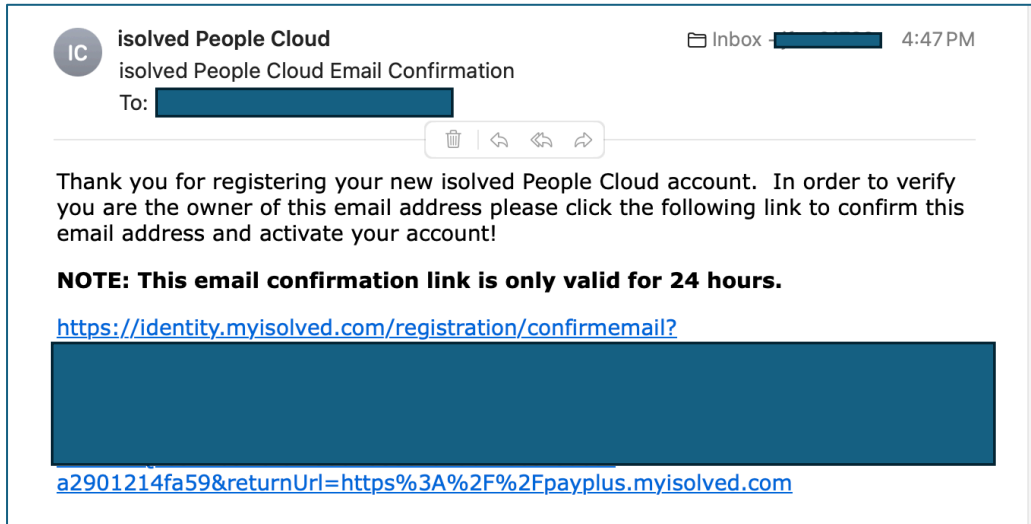 IC
isolved People Cloud
Inbox -
4:47 PM
isolved People Cloud Email Confirmation
To:
Thank you for registering your new isolved People Cloud account.  In order to verify
you are the owner of this email address please click the following link to confirm this
email address and activate your account!
NOTE: This email confirmation link is only valid for 24 hours.
https://identity.myisolved.com/registration/confirmemail?
a2901214fa59&returnUrl=https%3A%2F%2Fpayplus.myisolved.com